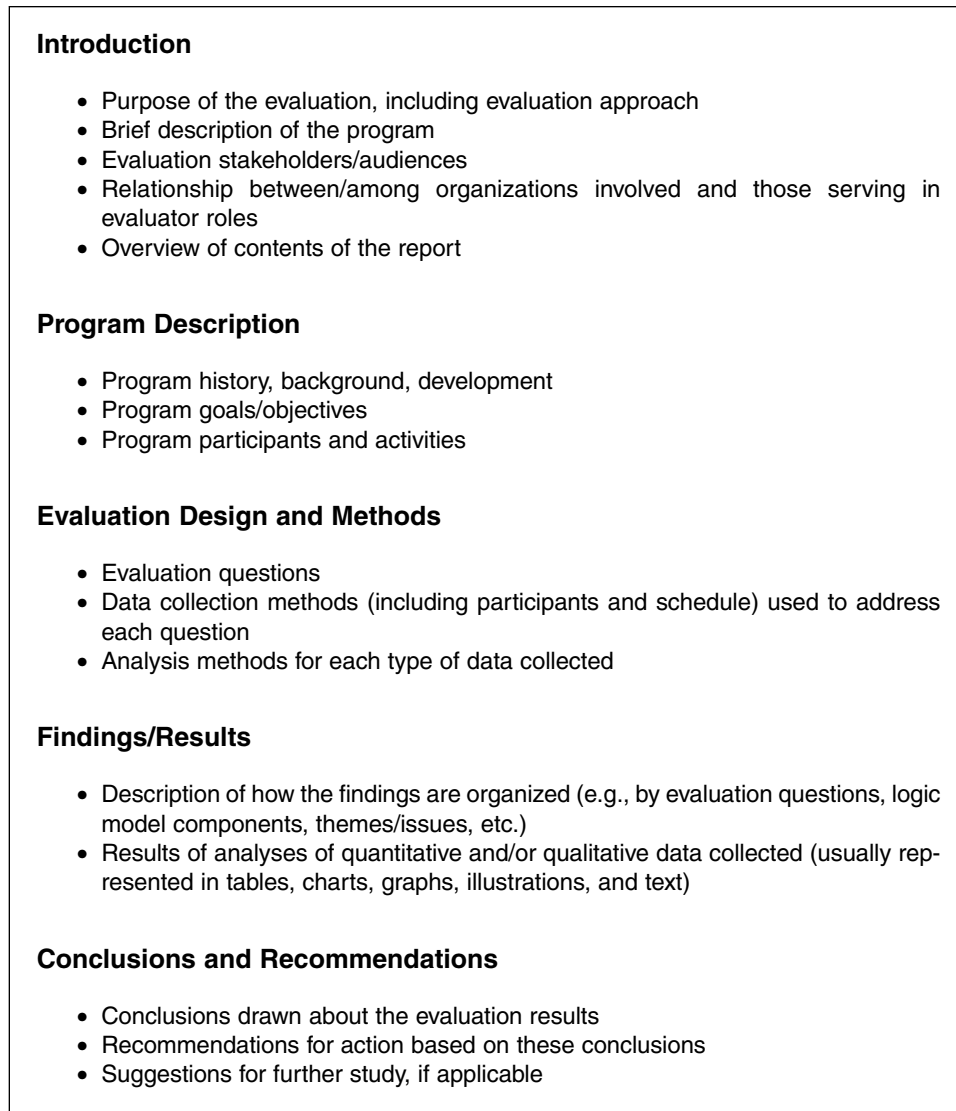 Introduction
• Purpose of the evaluation, including evaluation approach
• Brief description of the program
• Evaluation stakeholders/audiences
• Relationship between/among organizations involved and those serving in
evaluator roles
• Overview of contents of the report
Program Description
• Program history, background, development
• Program goals/objectives
• Program participants and activities
Evaluation Design and Methods
• Evaluation questions
• Data collection methods (including participants and schedule) used to address
each question
• Analysis methods for each type of data collected
Findings/Results
• Description of how the findings are organized (e.g., by evaluation questions, logic
model components, themes/issues, etc.)
• Results of analyses of quantitative and/or qualitative data collected (usually rep-
resented in tables, charts, graphs, illustrations, and text)
Conclusions and Recommendations
• Conclusions drawn about the evaluation results
• Recommendations for action based on these conclusions
• Suggestions for further study, if applicable